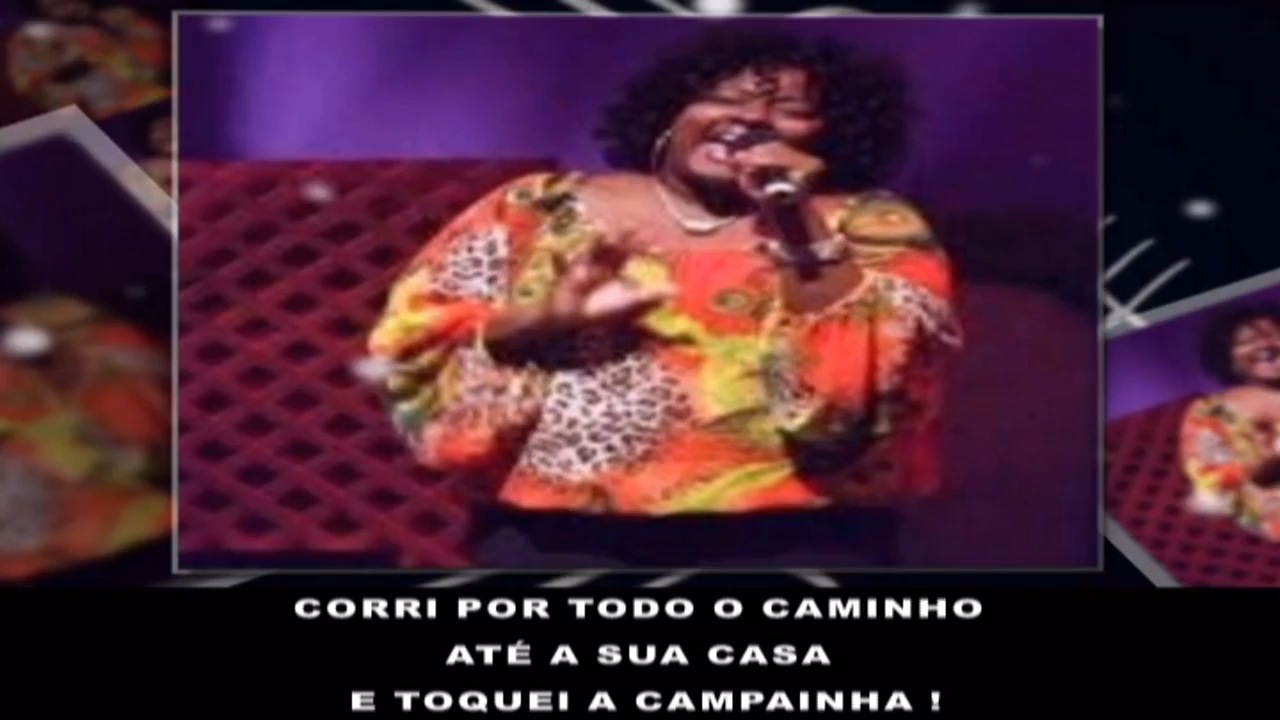 CORRI POR TODO O CAMINHO
ATÉ A SUA CASA
E TOQUEI A CAMPAINHA !